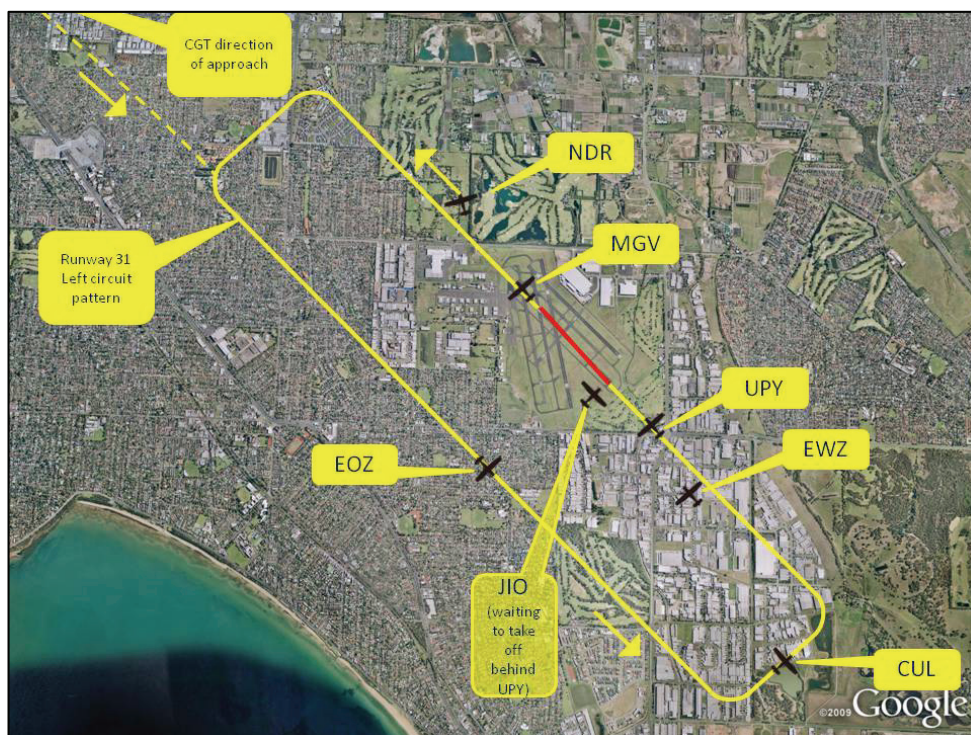 CGT direction
of approach
NDR
MGV
Runway 31
Left circuit
pattern
UPY
EOZ
EWZ
JIO
(waiting
to take
off
behind
UPY)
CUL
©2009 Google